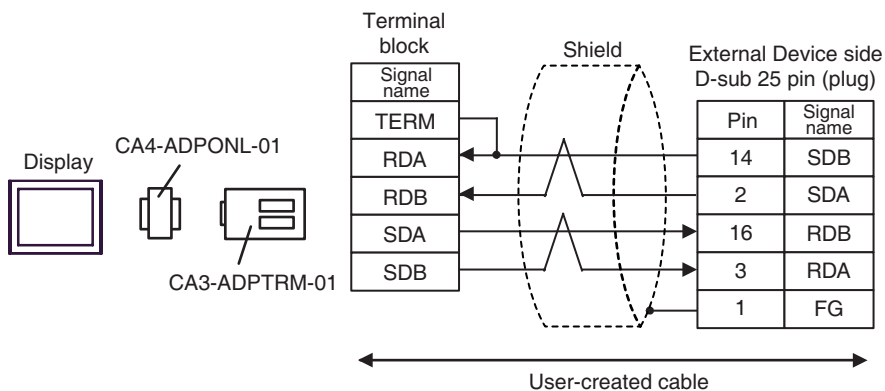 Display
CA4-ADPONL-01
CA3-ADPTRM-01
Terminal
block
Signal
name
TERM
RDA
RDB
SDA
SDB
Shield
External Device side
D-sub 25 pin (plug)
Pin Signal
name
14 SDB
2 SDA
16 RDB
3 RDA
1 FG
User-created cable